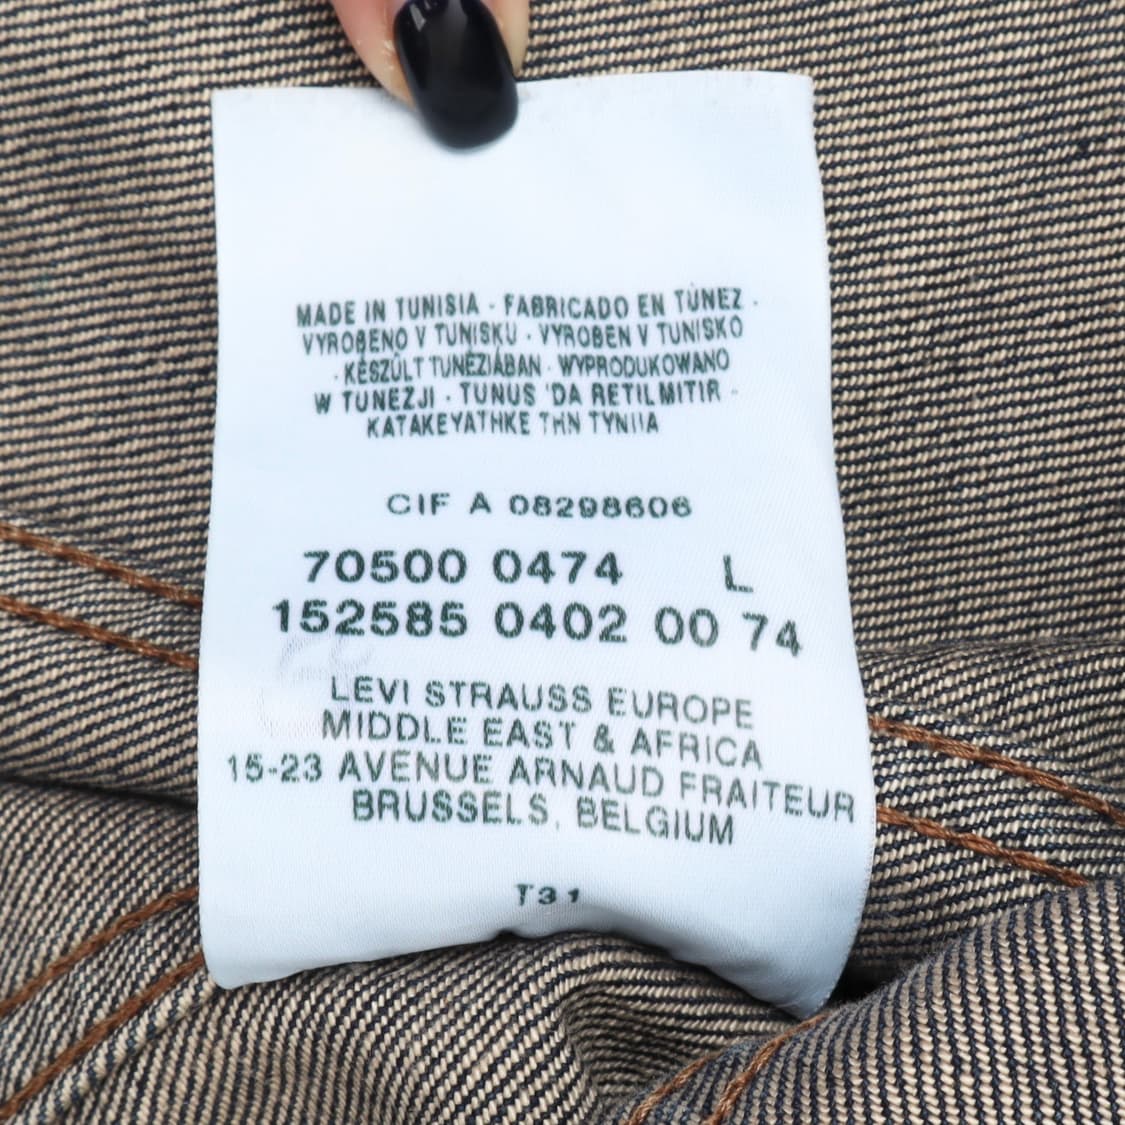 MADE IN TUNISIA · FABRICADO EN TÚNEZ ·
VYROBENO V TUNISKU · VYROBEN V TUNISKO
· KÉSZÜLT TUNÉZIÁBAN · WYPRODUKOWANO
W TUNEZJI · TUNUS 'DA RETILMITIR ·
KATAKEYATHKE THN TYNIIA
CIF A 08298606
70500 0474 L
152585 0402 00 74
LEVI STRAUSS EUROPE
MIDDLE EAST & AFRICA
15-23 AVENUE ARNAUD FRAITEUR
BRUSSELS, BELGIUM
T31